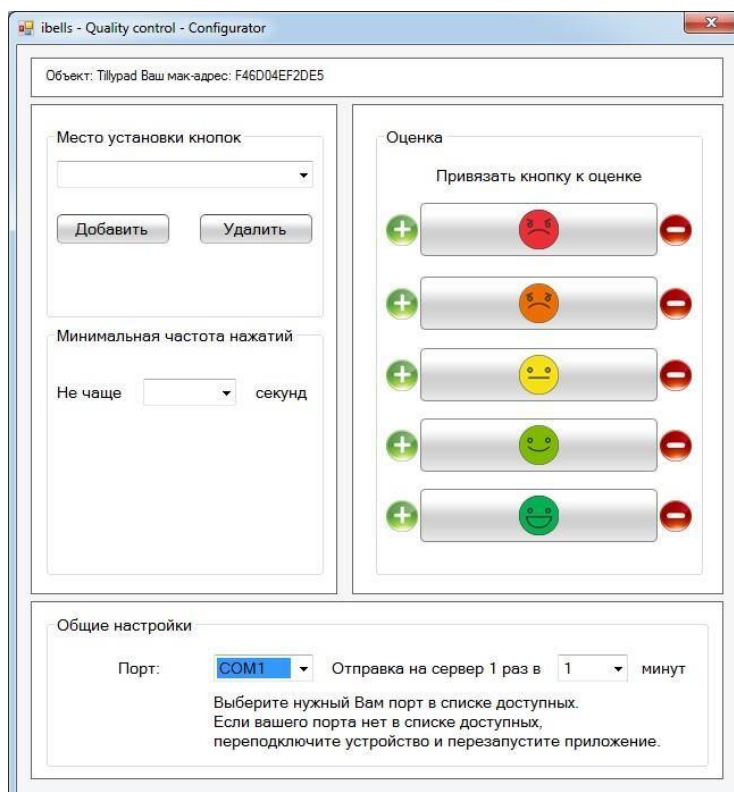 ibells - Quality control - Configurator
Объект: Tillypad Ваш мак-адрес: F46D04EF2DE5
Место установки кнопок
Добавить Удалить
Минимальная частота нажатий
Не чаще секунд
Оценка
Привязать кнопку к оценке
Общие настройки
Порт: COM1 Отправка на сервер 1 раз в 1 минут
Выберите нужный Вам порт в списке доступных.
Если вашего порта нет в списке доступных,
переподключите устройство и перезапустите приложение.